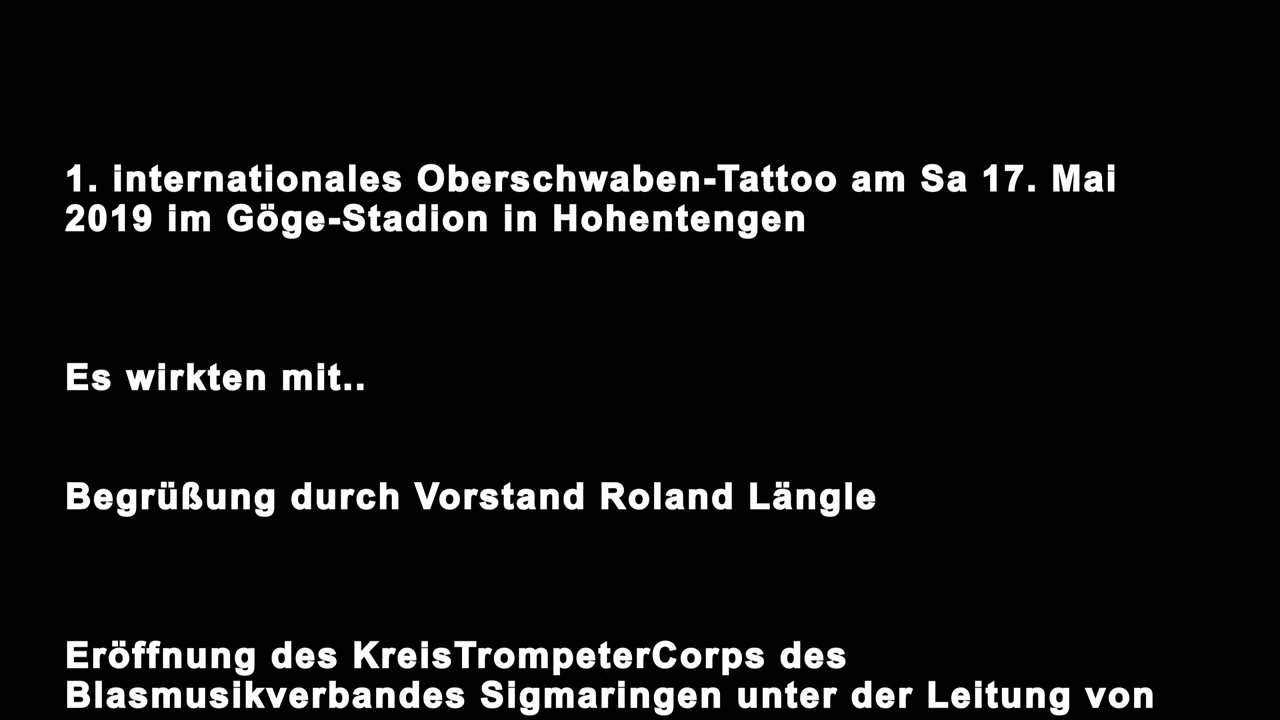 1. internationales Oberschwaben-Tattoo am Sa 17. Mai
2019 im Göge-Stadion in Hohentengen
Es wirkten mit..
Begrüßung durch Vorstand Roland Längle
Eröffnung des KreisTrompeterCorps des
Blasmusikverbandes Sigmaringen unter der Leitung von